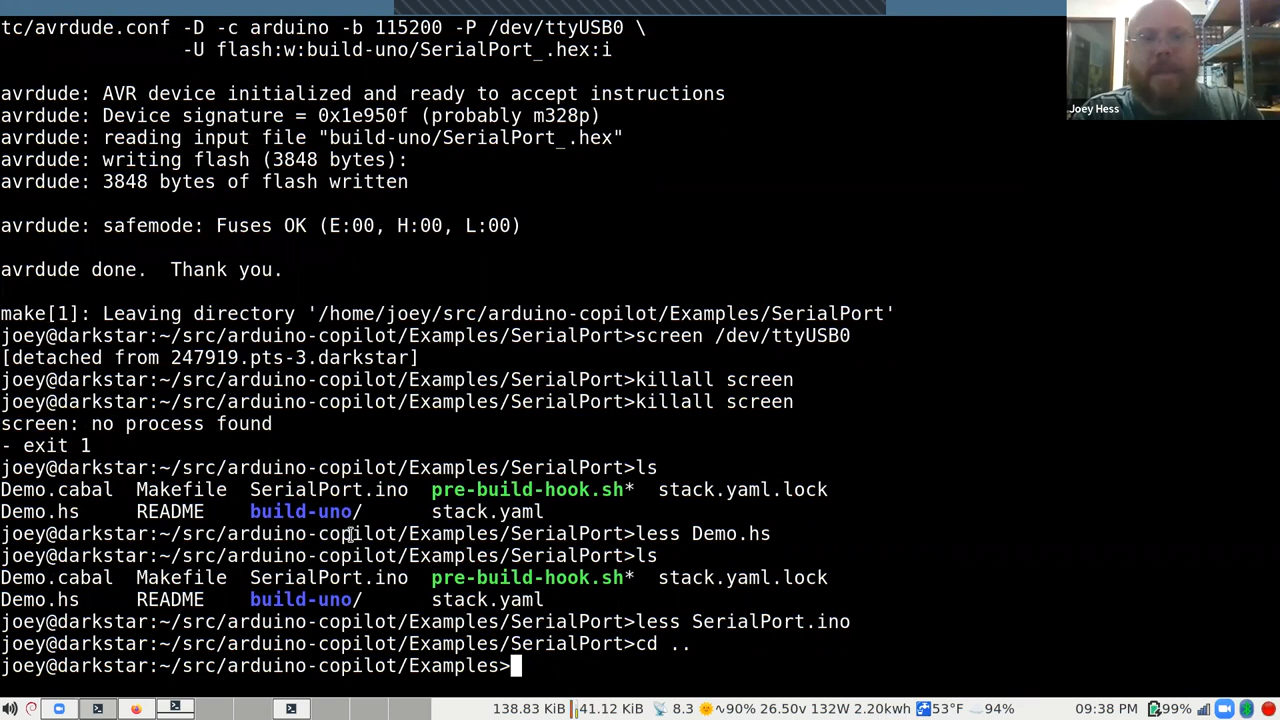 tc/avrdude.conf -D -c arduino -b 115200 -P /dev/ttyUSB0 \
-U flash:w:build-uno/SerialPort_.hex:i
avrdude: AVR device initialized and ready to accept instructions
avrdude: Device signature = 0x1e950f (probably m328p)
avrdude: reading input file "build-uno/SerialPort_.hex"
avrdude: writing flash (3848 bytes):
avrdude: 3848 bytes of flash written
avrdude: safemode: Fuses OK (E:00, H:00, L:00)
avrdude done.  Thank you.
make[1]: Leaving directory '/home/joey/src/arduino-copilot/Examples/SerialPort'
joey@darkstar:~/src/arduino-copilot/Examples/SerialPort>screen /dev/ttyUSB0
[detached from 247919.pts-3.darkstar]
joey@darkstar:~/src/arduino-copilot/Examples/SerialPort>killall screen
joey@darkstar:~/src/arduino-copilot/Examples/SerialPort>killall screen
screen: no process found
- exit 1
joey@darkstar:~/src/arduino-copilot/Examples/SerialPort>ls
Demo.cabal  Makefile  SerialPort.ino  pre-build-hook.sh*  stack.yaml.lock
Demo.hs     README    build-uno/      stack.yaml
joey@darkstar:~/src/arduino-copilot/Examples/SerialPort>less Demo.hs
joey@darkstar:~/src/arduino-copilot/Examples/SerialPort>ls
Demo.cabal  Makefile  SerialPort.ino  pre-build-hook.sh*  stack.yaml.lock
Demo.hs     README    build-uno/      stack.yaml
joey@darkstar:~/src/arduino-copilot/Examples/SerialPort>less SerialPort.ino
joey@darkstar:~/src/arduino-copilot/Examples/SerialPort>cd ..
joey@darkstar:~/src/arduino-copilot/Examples>
Joey Hess
138.83 KiB 41.12 KiB 8.3 ~90% 26.50v 132W 2.20kwh 53°F ~94% 09:38 PM 99%